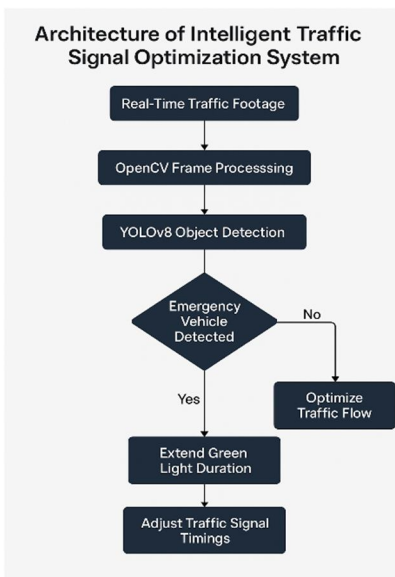 Architecture of Intelligent Traffic
Signal Optimization System
Real-Time Traffic Footage
OpenCV Frame Processsing
YOLOv8 Object Detection
Emergency
Vehicle
Detected
No
Yes
Optimize
Traffic Flow
Extend Green
Light Duration
Adjust Traffic Signal
Timings